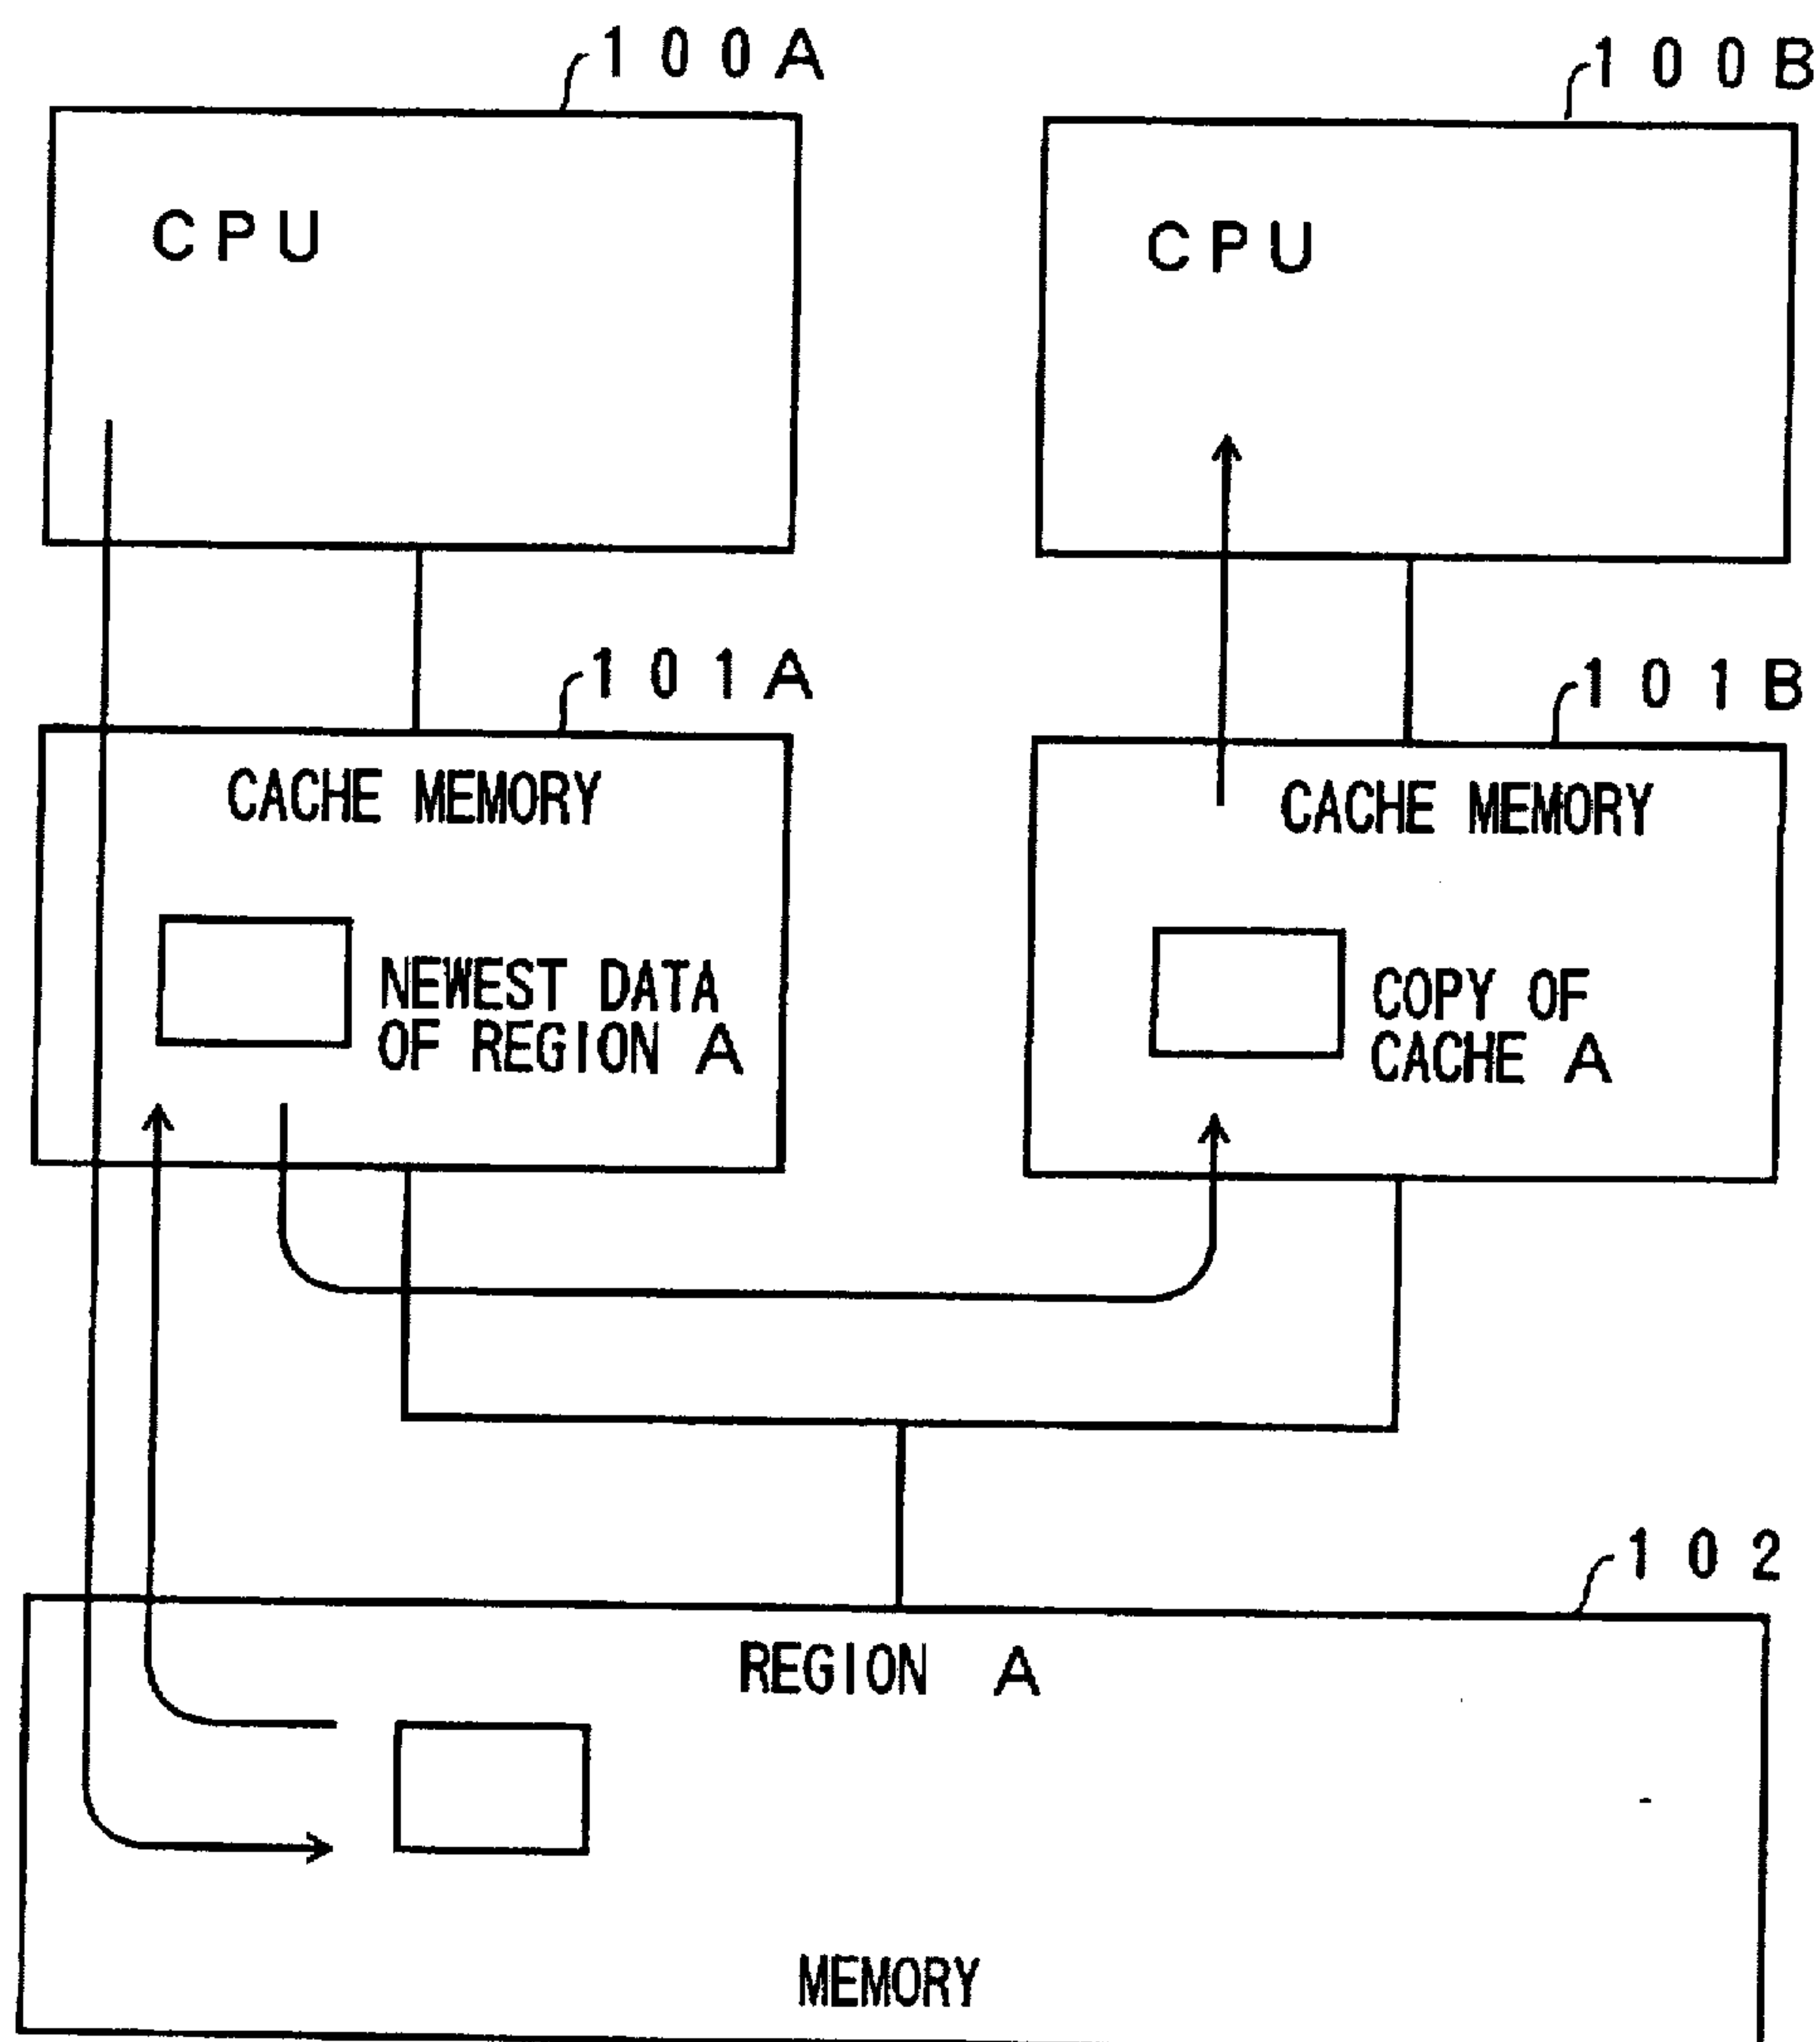 100A
100B
CPU
CPU
101A
101B
CACHE MEMORY
CACHE MEMORY
NEWEST DATA
OF REGION A
COPY OF
CACHE A
102
REGION A
MEMORY